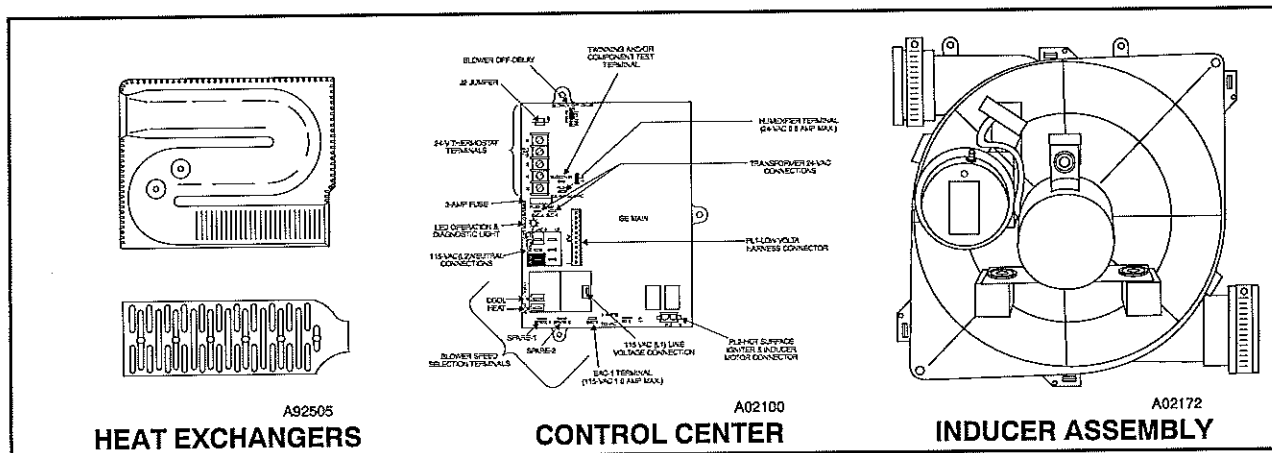 TWINNING AND/OR
COMPONENT TEST
TERMINAL
BLOWER OFF-DELAY
J2 JUMPER
HUMIDIFIER TERMINAL
(24-VAC 0.5 AMP MAX.)
24-V THERMOSTAT
TERMINALS
TRANSFORMER 24-VAC
CONNECTIONS
3-AMP FUSE
LED OPERATION &
DIAGNOSTIC LIGHT
115-VAC(L2)NEUTRAL
CONNECTIONS
PL1-LOW VOLTAGE
HARNESS CONNECTOR
COOL
HEAT
SPARE-1
SPARE-2
BLOWER SPEED
SELECTION TERMINALS
115 VAC (L1) LINE
VOLTAGE CONNECTION
EAC-1 TERMINAL
(115-VAC 1.0 AMP MAX.)
PL2-HOT SURFACE
IGNITER & INDUCER
MOTOR CONNECTOR
A92505
HEAT EXCHANGERS
A02100
CONTROL CENTER
A02172
INDUCER ASSEMBLY